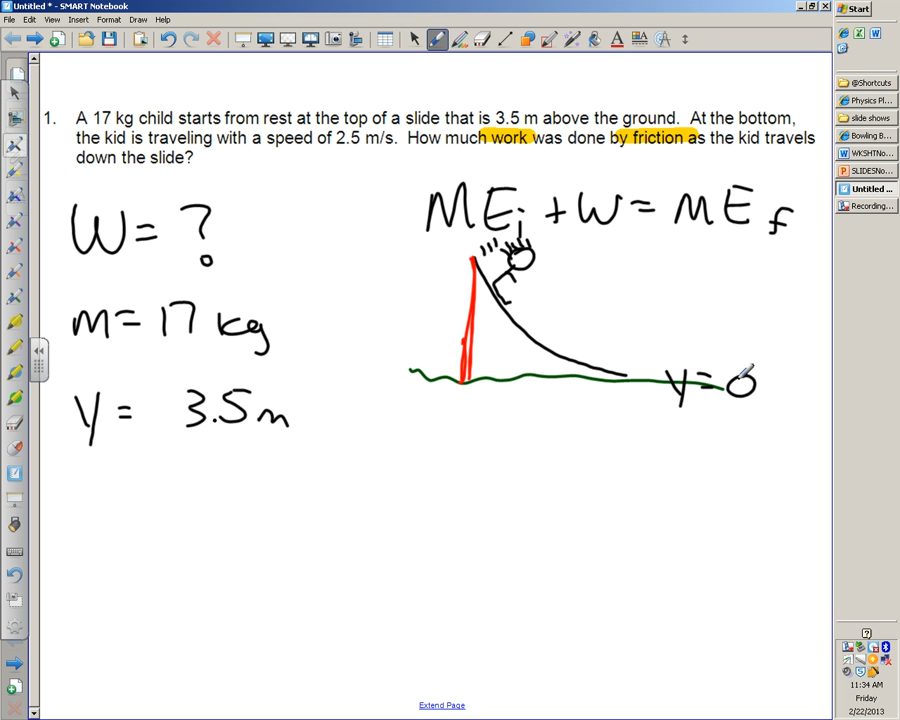 Untitled * - SMART Notebook
File Edit View Insert Format Tools Draw Help
1. A 17 kg child starts from rest at the top of a slide that is 3.5 m above the ground. At the bottom,
the kid is traveling with a speed of 2.5 m/s. How much work was done by friction as the kid travels
down the slide?
W = ?
MEi + W = MEf
m = 17 kg
y = 3.5 m
y = 0
Extend Page
Start
@Shortcuts
Physics Pl...
slide shows
Bowling B...
WKSHTNo...
SLIDESNo...
Untitled ...
Recording...
11:34 AM
Friday
2/22/2013